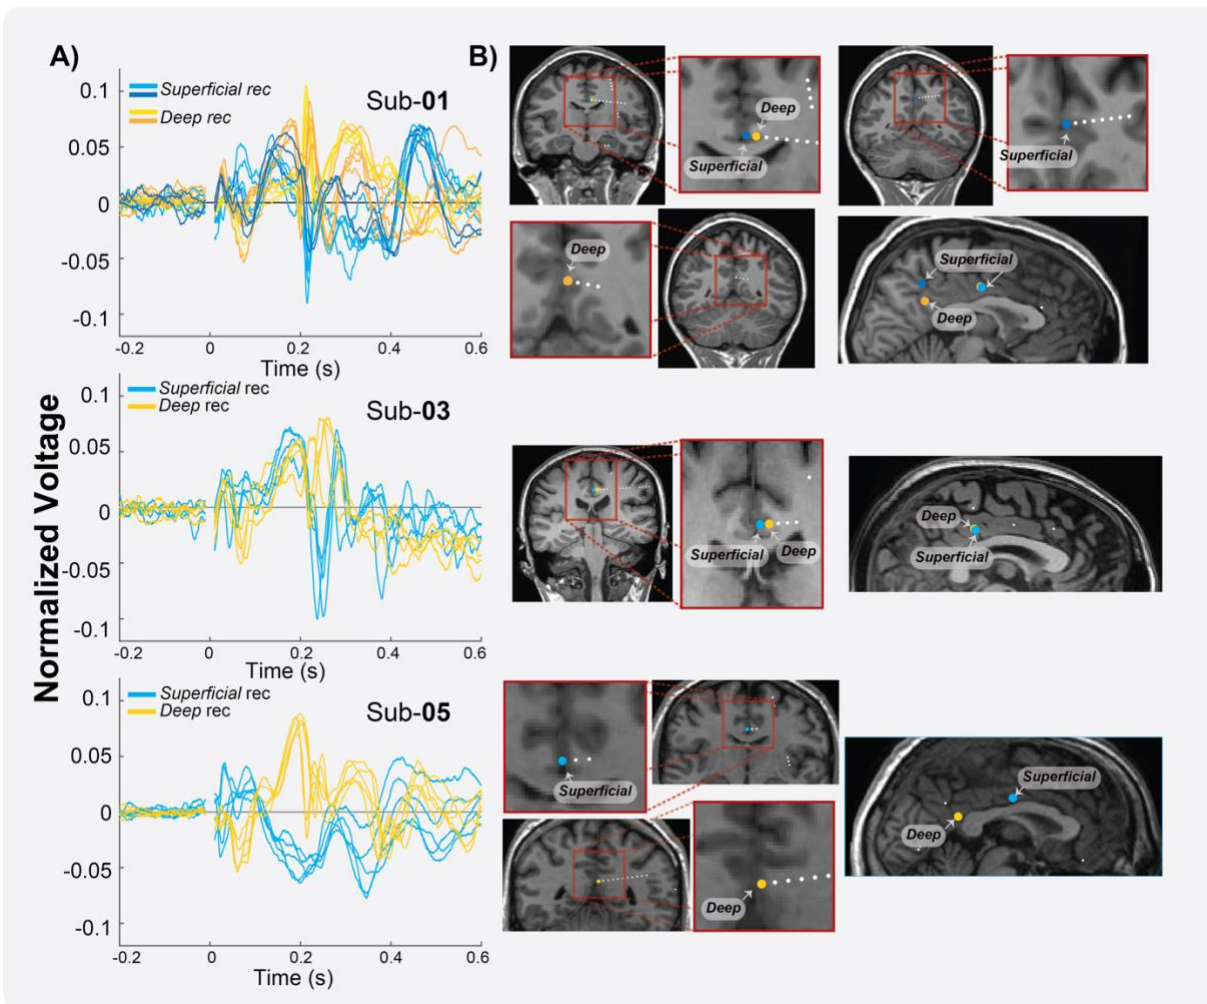 A)
Superficial rec
Deep rec
Sub-01
0.1
0.05
0
-0.05
-0.1
-0.2 0 0.2 0.4 0.6
Time (s)
Normalized Voltage
Superficial rec
Deep rec
Sub-03
0.1
0.05
0
-0.05
-0.1
-0.2 0 0.2 0.4 0.6
Time (s)
Superficial rec
Deep rec
Sub-05
0.1
0.05
0
-0.05
-0.1
-0.2 0 0.2 0.4 0.6
Time (s)
B)
Deep
Superficial
Superficial
Deep
Superficial
Deep
Superficial
Deep
Deep
Superficial
Superficial
Deep
Superficial
Deep